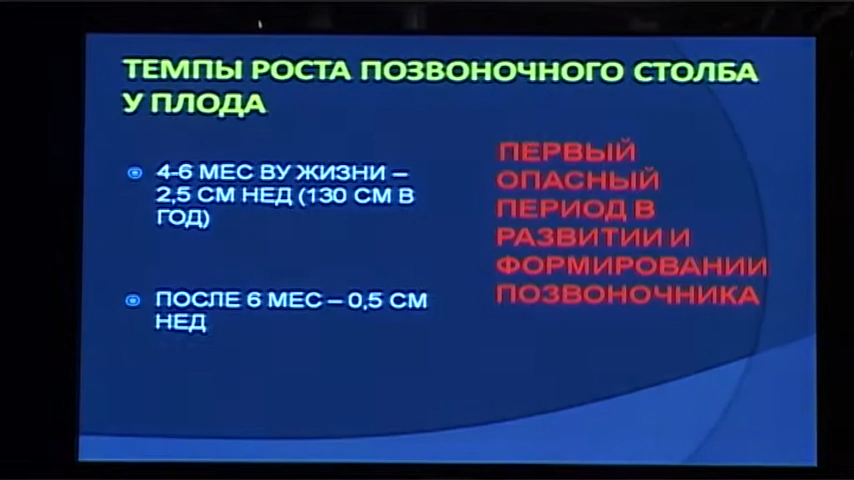 ТЕМПЫ РОСТА ПОЗВОНОЧНОГО СТОЛБА
У ПЛОДА
4-6 МЕС ВУ ЖИЗНИ –
2,5 СМ НЕД (130 СМ В
ГОД)
ПОСЛЕ 6 МЕС – 0,5 СМ
НЕД
ПЕРВЫЙ
ОПАСНЫЙ
ПЕРИОД В
РАЗВИТИИ И
ФОРМИРОВАНИИ
ПОЗВОНОЧНИКА